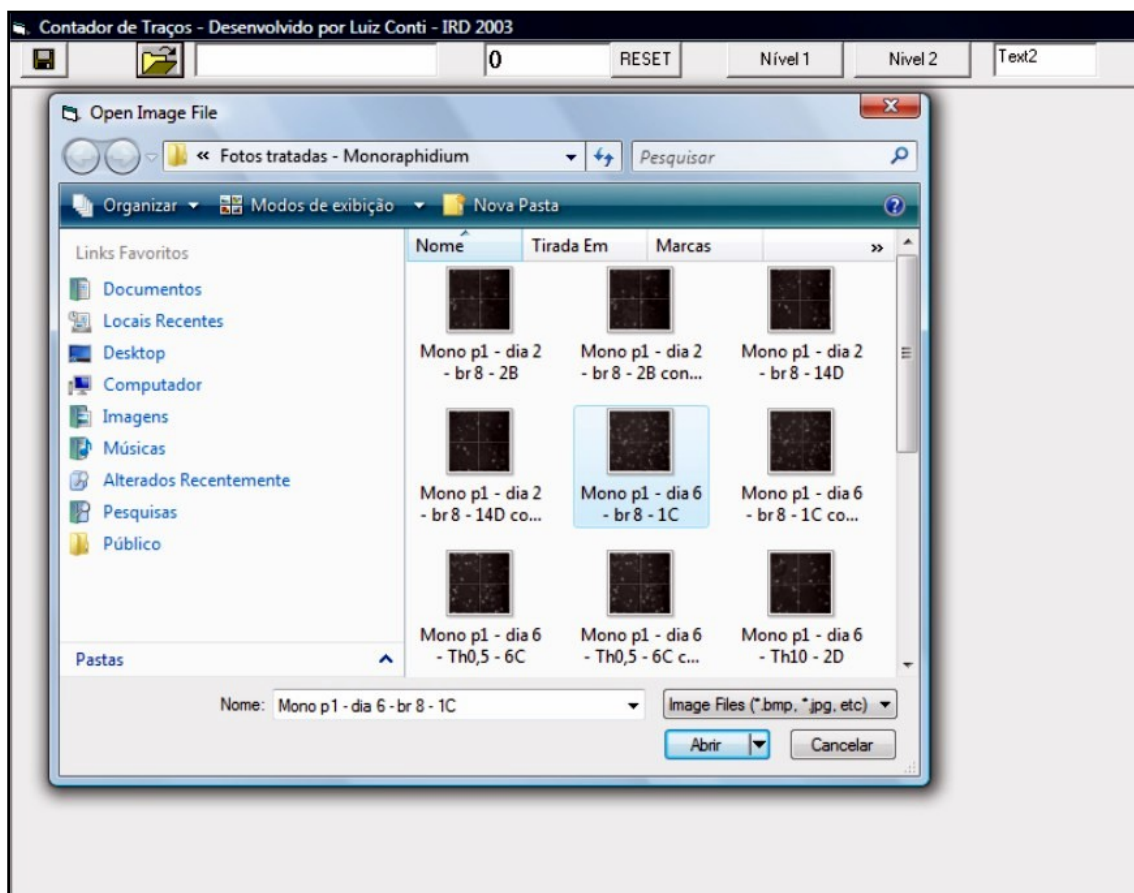 Contador de Traços - Desenvolvido por Luiz Conti - IRD 2003
0 RESET Nível 1 Nivel 2 Text2
Open Image File
« Fotos tratadas - Monoraphidium Pesquisar
Organizar Modos de exibição Nova Pasta
Links Favoritos
Documentos
Locais Recentes
Desktop
Computador
Imagens
Músicas
Alterados Recentemente
Pesquisas
Público
Pastas
Nome Tirada Em Marcas »
Mono p1 - dia 2 Mono p1 - dia 2 Mono p1 - dia 2
- br 8 - 2B - br 8 - 2B con... - br 8 - 14D
Mono p1 - dia 2 Mono p1 - dia 6 Mono p1 - dia 6
- br 8 - 14D co... - br 8 - 1C - br 8 - 1C co...
Mono p1 - dia 6 Mono p1 - dia 6 Mono p1 - dia 6
- Th0,5 - 6C - Th0,5 - 6C c... - Th10 - 2D
Nome: Mono p1 - dia 6 - br 8 - 1C Image Files (*.bmp, *.jpg, etc)
Abrir Cancelar